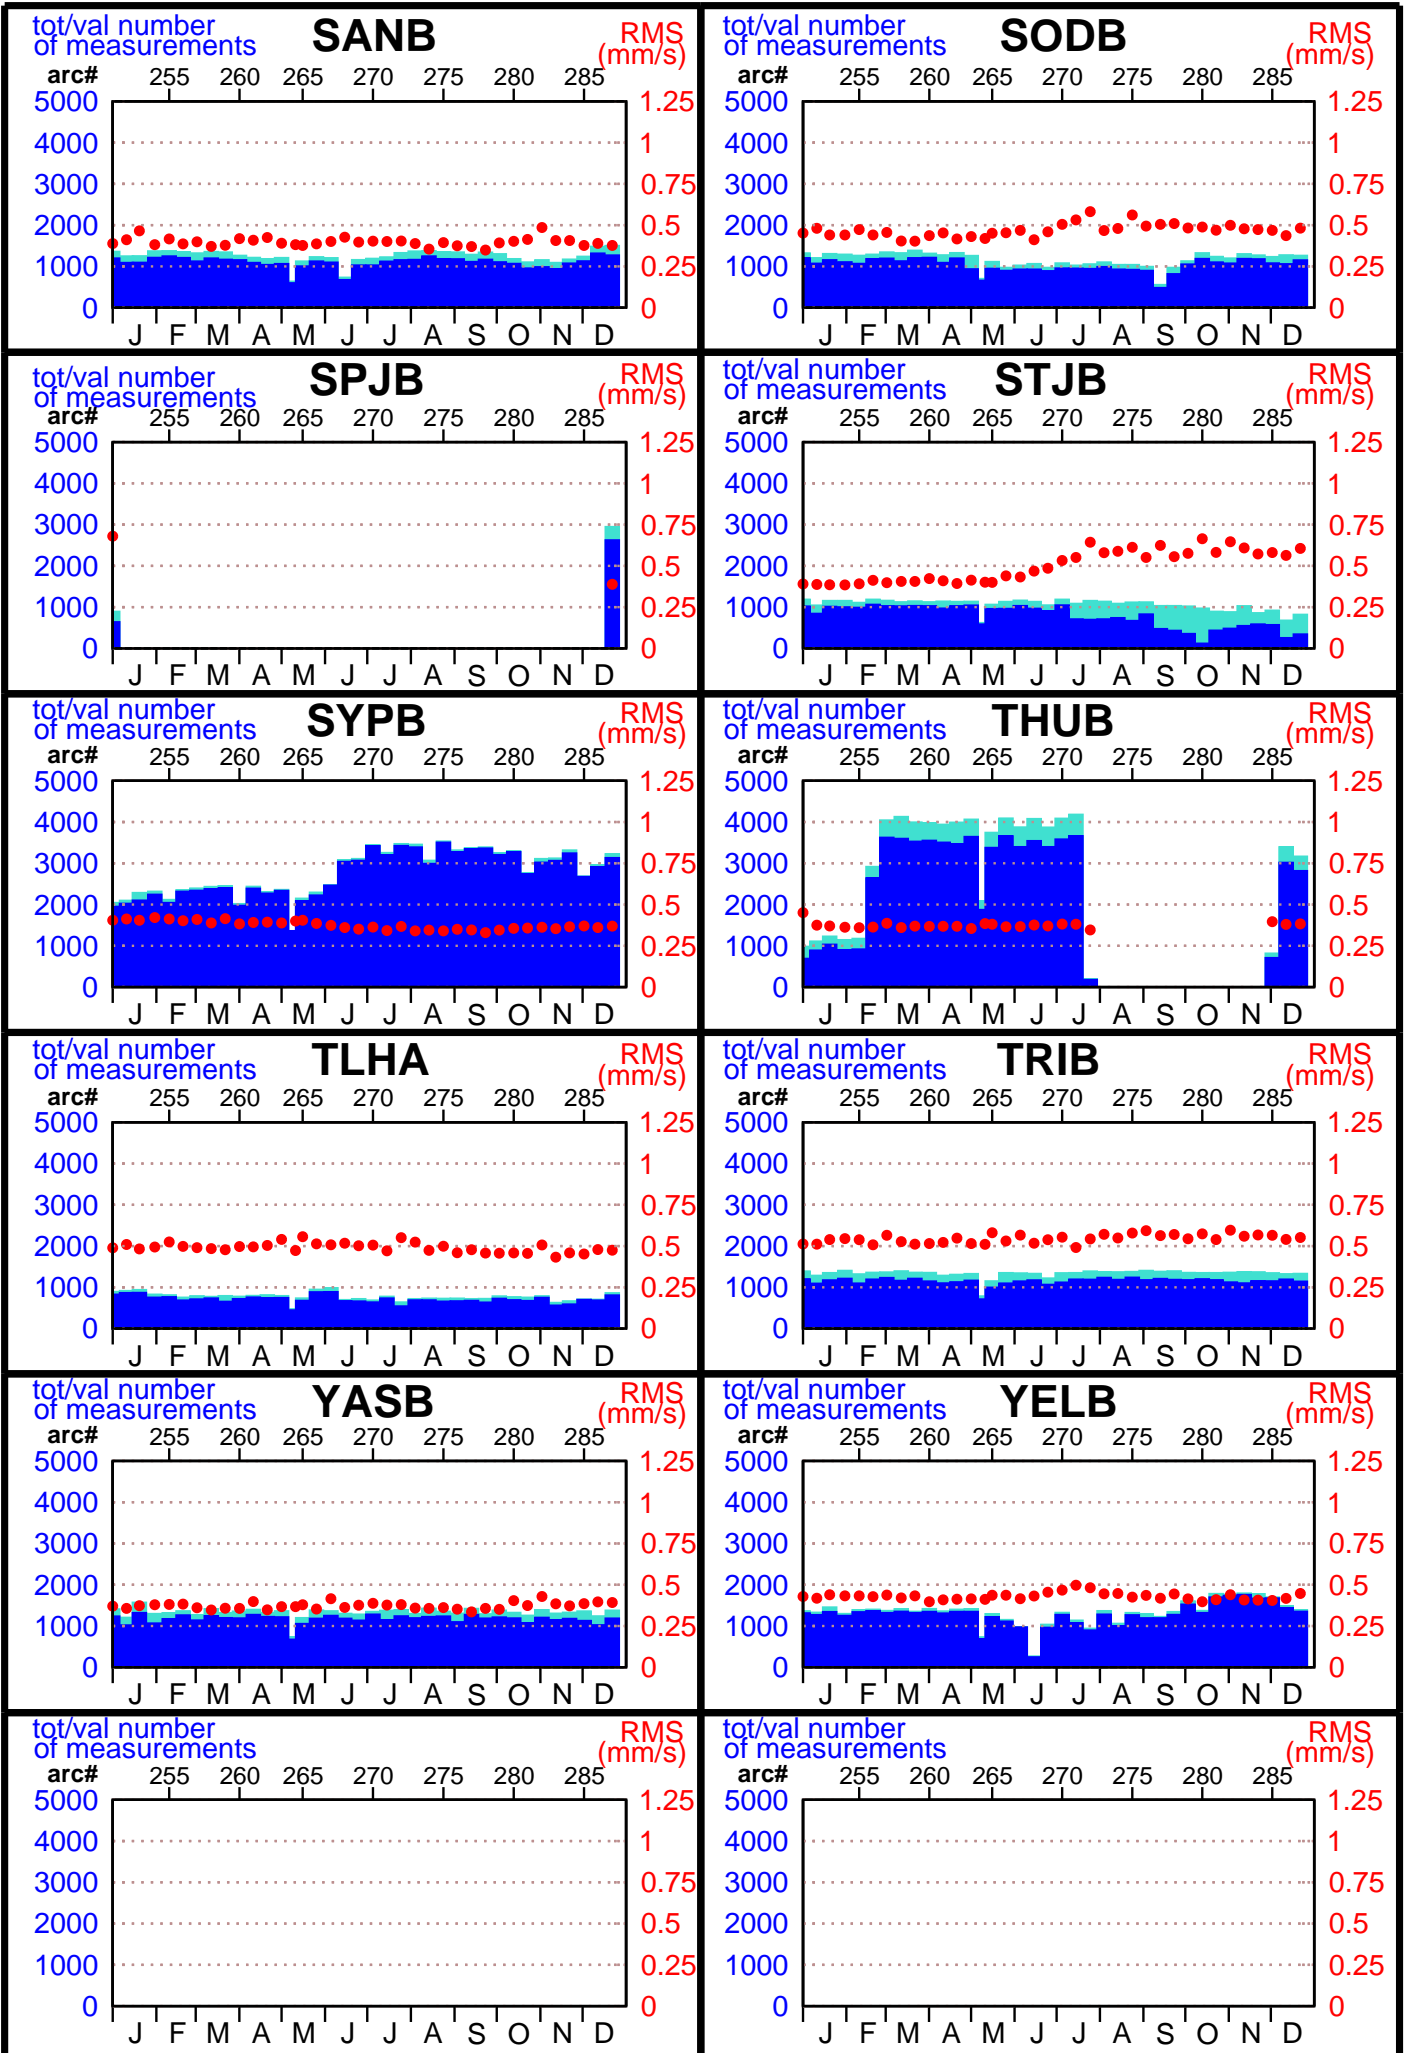 tot/val number
of measurements
SANB
RMS
(mm/s)
arc# 255 260 265 270 275 280 285
5000 1.25
4000 1
3000 0.75
2000 0.5
1000 0.25
0 0
J F M A M J J A S O N D
tot/val number
of measurements
SODB
RMS
(mm/s)
arc# 255 260 265 270 275 280 285
5000 1.25
4000 1
3000 0.75
2000 0.5
1000 0.25
0 0
J F M A M J J A S O N D
tot/val number
of measurements
SPJB
RMS
(mm/s)
arc# 255 260 265 270 275 280 285
5000 1.25
4000 1
3000 0.75
2000 0.5
1000 0.25
0 0
J F M A M J J A S O N D
tot/val number
of measurements
STJB
RMS
(mm/s)
arc# 255 260 265 270 275 280 285
5000 1.25
4000 1
3000 0.75
2000 0.5
1000 0.25
0 0
J F M A M J J A S O N D
tot/val number
of measurements
SYPB
RMS
(mm/s)
arc# 255 260 265 270 275 280 285
5000 1.25
4000 1
3000 0.75
2000 0.5
1000 0.25
0 0
J F M A M J J A S O N D
tot/val number
of measurements
THUB
RMS
(mm/s)
arc# 255 260 265 270 275 280 285
5000 1.25
4000 1
3000 0.75
2000 0.5
1000 0.25
0 0
J F M A M J J A S O N D
tot/val number
of measurements
TLHA
RMS
(mm/s)
arc# 255 260 265 270 275 280 285
5000 1.25
4000 1
3000 0.75
2000 0.5
1000 0.25
0 0
J F M A M J J A S O N D
tot/val number
of measurements
TRIB
RMS
(mm/s)
arc# 255 260 265 270 275 280 285
5000 1.25
4000 1
3000 0.75
2000 0.5
1000 0.25
0 0
J F M A M J J A S O N D
tot/val number
of measurements
YASB
RMS
(mm/s)
arc# 255 260 265 270 275 280 285
5000 1.25
4000 1
3000 0.75
2000 0.5
1000 0.25
0 0
J F M A M J J A S O N D
tot/val number
of measurements
YELB
RMS
(mm/s)
arc# 255 260 265 270 275 280 285
5000 1.25
4000 1
3000 0.75
2000 0.5
1000 0.25
0 0
J F M A M J J A S O N D
tot/val number
of measurements
RMS
(mm/s)
arc# 255 260 265 270 275 280 285
5000 1.25
4000 1
3000 0.75
2000 0.5
1000 0.25
0 0
J F M A M J J A S O N D
tot/val number
of measurements
RMS
(mm/s)
arc# 255 260 265 270 275 280 285
5000 1.25
4000 1
3000 0.75
2000 0.5
1000 0.25
0 0
J F M A M J J A S O N D